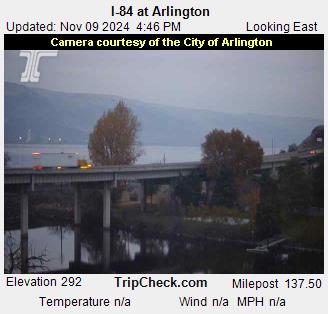 I-84 at Arlington
Updated: Nov 09 2024 4:46 PM Looking East
Camera courtesy of the City of Arlington
Elevation 292 TripCheck.com Milepost 137.50
Temperature n/a Wind n/a MPH n/a